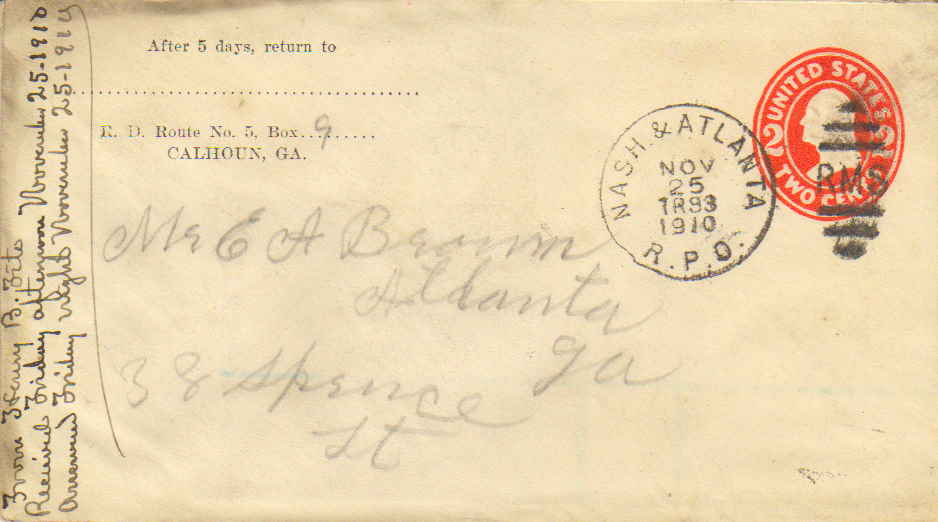 After 5 days, return to
R. D. Route No. 5, Box 9
CALHOUN, GA.
NASH. & ATLANTA
NOV
25
TR93
1910
R.P.O.
UNITED STATES
2
TWO CENTS
RMS
Mr E A Brown
Atlanta
Ga
38 Spence
St
From Henry B.
Received Friday afternoon November 25-1910
Answered Friday night November 25-1910